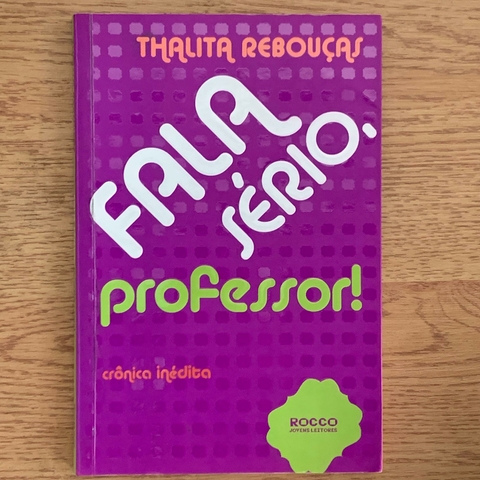 THALITA REBOUÇAS
FALA
SÉRIO,
professor!
crônica inédita
ROCCO
JOVENS LEITORES